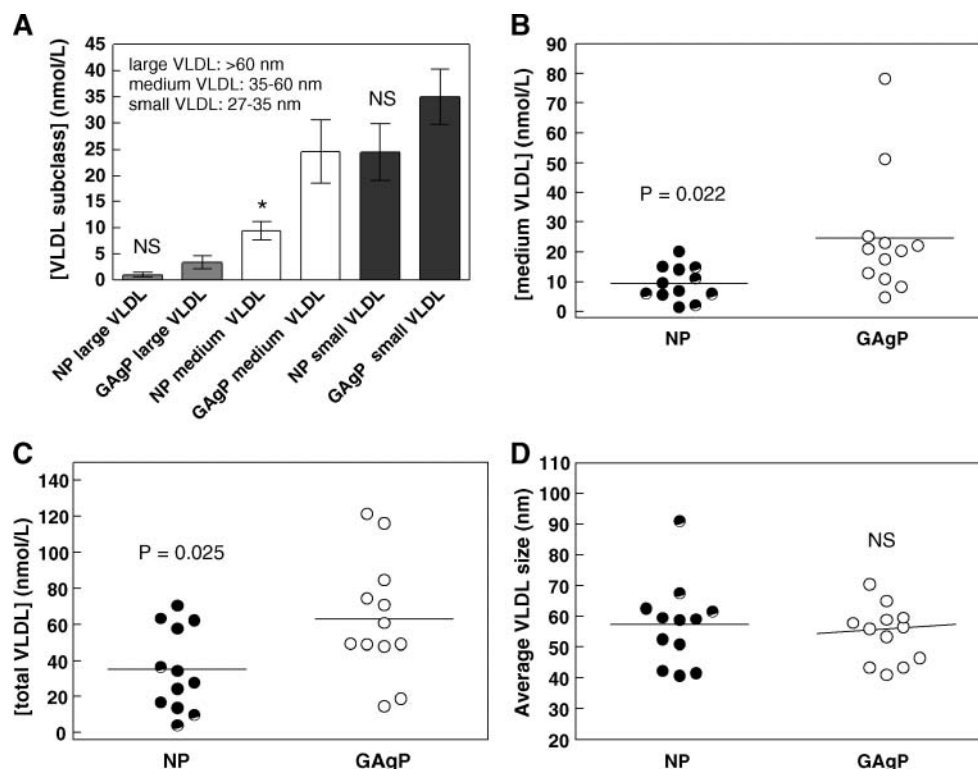 A
[VLDL subclass] (nmol/L)
45
40
35
30
25
20
15
10
5
0
large VLDL: >60 nm
medium VLDL: 35-60 nm
small VLDL: 27-35 nm
NS
*
NS
NP large VLDL
GAgP large VLDL
NP medium VLDL
GAgP medium VLDL
NP small VLDL
GAgP small VLDL
B
[medium VLDL] (nmol/L)
90
80
70
60
50
40
30
20
10
0
P = 0.022
NP
GAgP
C
[total VLDL] (nmol/L)
140
120
100
80
60
40
20
0
P = 0.025
NP
GAgP
D
Average VLDL size (nm)
110
100
90
80
70
60
50
40
30
20
NS
NP
GAgP